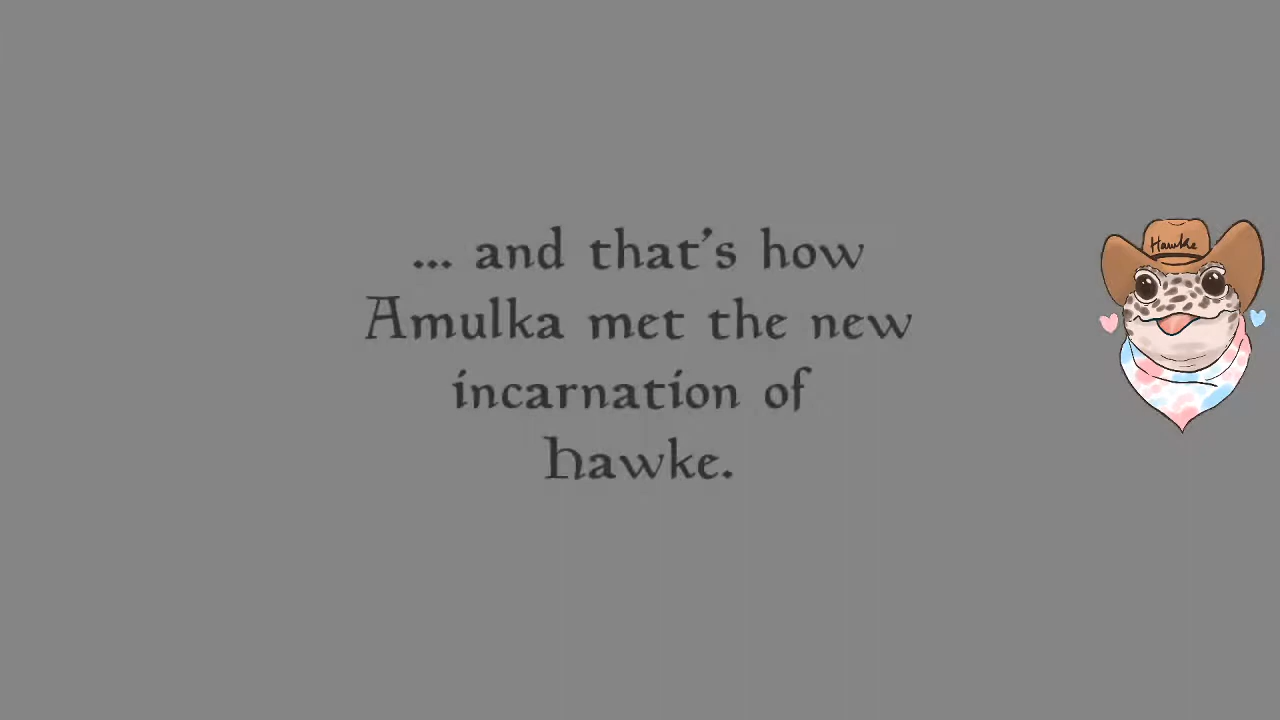 ... and that's how
Amulka met the new
incarnation of
Hawke.
Hawke